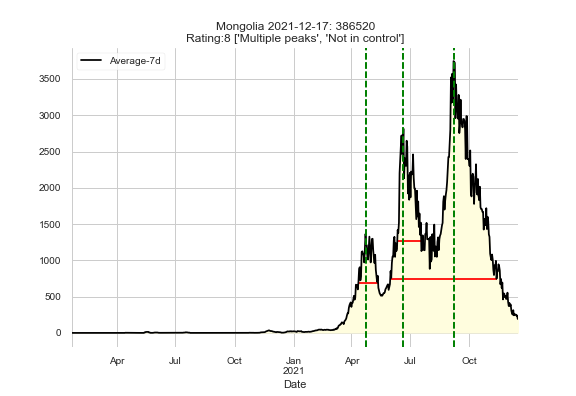 Mongolia 2021-12-17: 386520
Rating:8 ['Multiple peaks', 'Not in control']
Average-7d
3500
3000
2500
2000
1500
1000
500
0
Apr Jul Oct Jan Apr Jul Oct
2021
Date